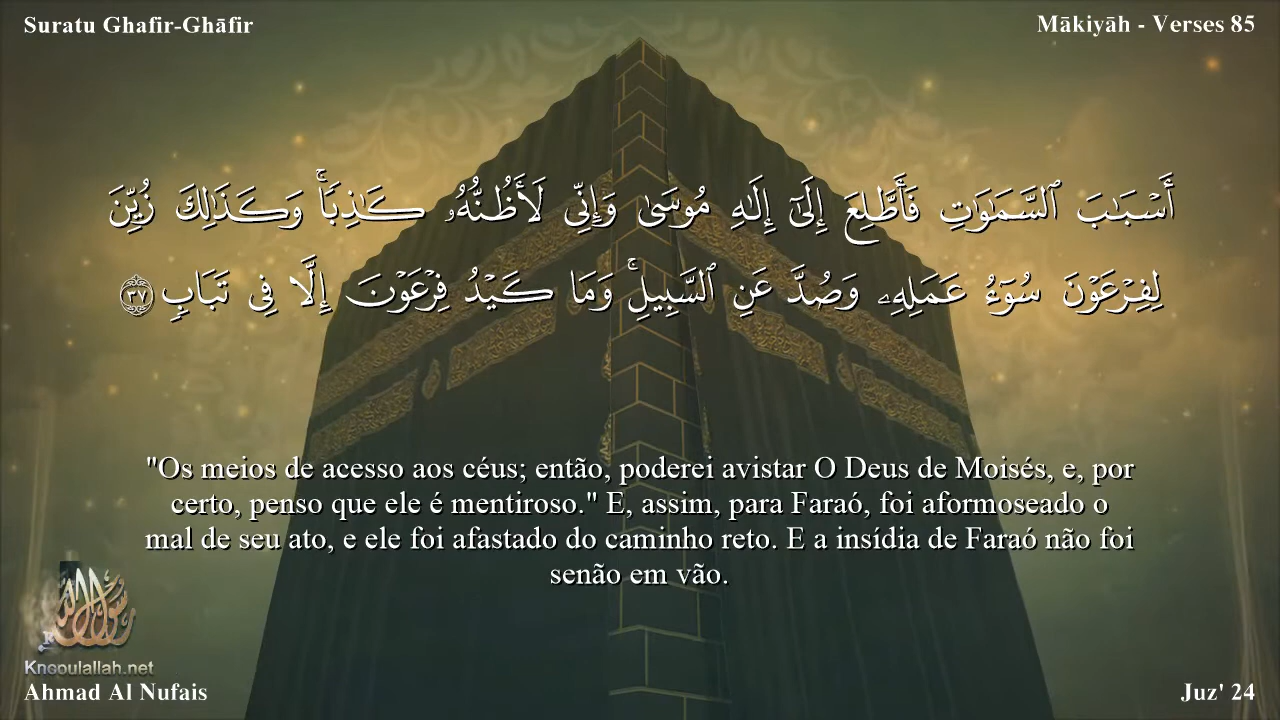 Suratu Ghafir-Ghāfir
Mākiyāh - Verses 85
أَسْبَٰبَ ٱلسَّمَٰوَٰتِ فَأَطَّلِعَ إِلَىٰٓ إِلَٰهِ مُوسَىٰ وَإِنِّى لَأَظُنُّهُۥ كَٰذِبًۭا ۚ وَكَذَٰلِكَ زُيِّنَ
لِفِرْعَوْنَ سُوٓءُ عَمَلِهِۦ وَصُدَّ عَنِ ٱلسَّبِيلِ ۚ وَمَا كَيْدُ فِرْعَوْنَ إِلَّا فِى تَبَابٍۢ ٣٧
"Os meios de acesso aos céus; então, poderei avistar O Deus de Moisés, e, por
certo, penso que ele é mentiroso." E, assim, para Faraó, foi aformoseado o
mal de seu ato, e ele foi afastado do caminho reto. E a insídia de Faraó não foi
senão em vão.
رسول الله
Knsoulallah.net
Ahmad Al Nufais
Juz' 24